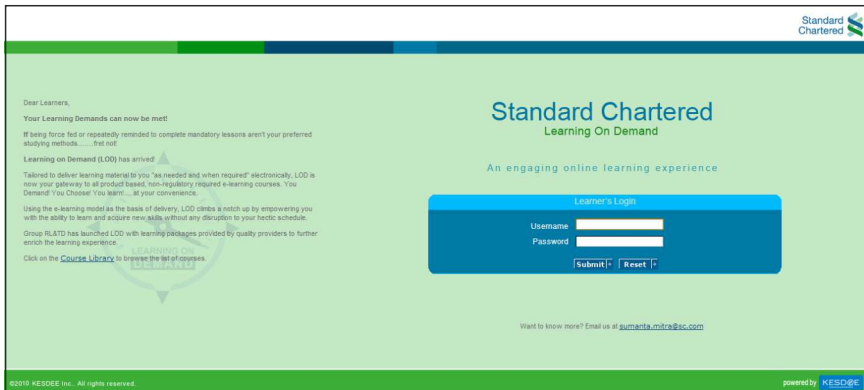 Standard
Chartered
Dear Learners,
Your Learning Demands can now be met!
If being force fed or repeatedly reminded to complete mandatory lessons aren't your preferred
studying methods........fret not!
Learning on Demand (LOD) has arrived!
Tailored to deliver learning material to you "as needed and when required" electronically, LOD is
now your gateway to all product based, non-regulatory required e-learning courses. You
Demand! You Choose! You learn!.....at your convenience.
Using the e-learning model as the basis of delivery, LOD climbs a notch up by empowering you
with the ability to learn and acquire new skills without any disruption to your hectic schedule.
Group RL&TD has launched LOD with learning packages provided by quality providers to further
enrich the learning experience.
LEARNING ON
DEMAND
Click on the Course Library to browse the list of courses.
Standard Chartered
Learning On Demand
An engaging online learning experience
Learner's Login
Username
Password
Submit
Reset
Want to know more? Email us at sumanta.mitra@sc.com
©2010 KESDEE Inc.. All rights reserved.
powered by KESDEE